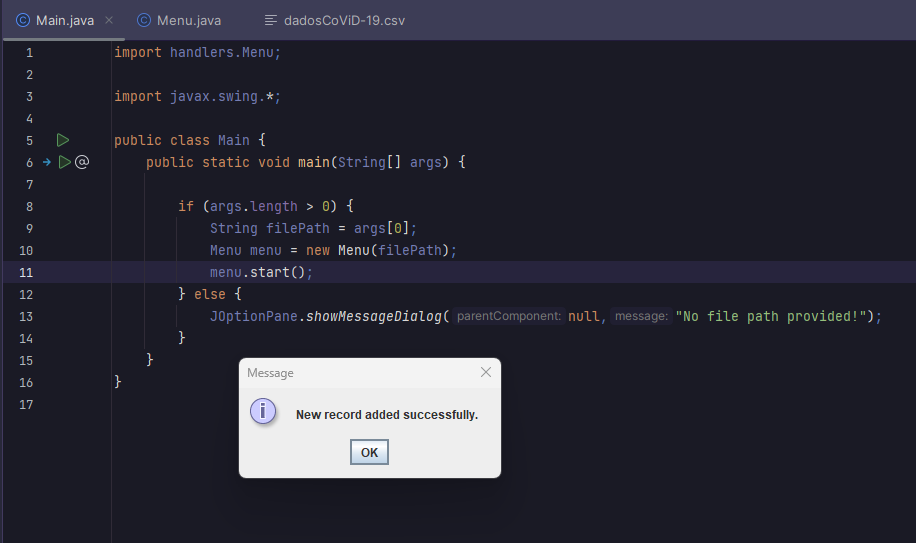 Main.java Menu.java dadosCoViD-19.csv
1 import handlers.Menu;
2
3 import javax.swing.*;
4
5 public class Main {
6 public static void main(String[] args) {
7
8 if (args.length > 0) {
9 String filePath = args[0];
10 Menu menu = new Menu(filePath);
11 menu.start();
12 } else {
13 JOptionPane.showMessageDialog( parentComponent: null, message: "No file path provided!");
14 }
15 }
16 }
17
Message
New record added successfully.
OK